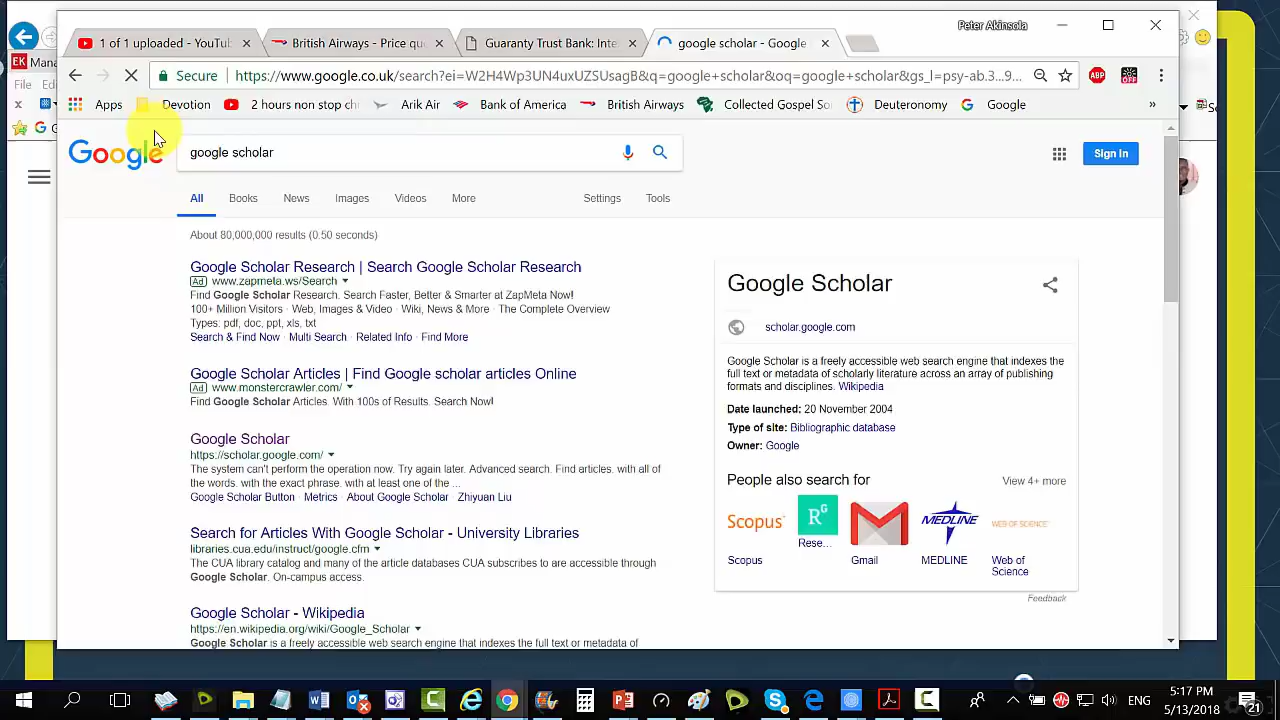 Peter Akinsola
1 of 1 uploaded - YouTu
British Airways - Price qu
Guaranty Trust Bank: Inte
google scholar - Google
EK Mana
Secure https://www.google.co.uk/search?ei=W2H4Wp3UN4uxUZSUsagB&q=google+scholar&oq=google+scholar&gs_l=psy-ab.3...9...
ABP
OFF
File
Apps Devotion 2 hours non stop ch Arik Air Bank of America British Airways Collected Gospel So Deuteronomy Google »
Google
google scholar
Sign In
All Books News Images Videos More Settings Tools
About 80,000,000 results (0:50 seconds)
Google Scholar Research | Search Google Scholar Research
Ad www.zapmeta.ws/Search
Find Google Scholar Research. Search Faster, Better & Smarter at ZapMeta Now!
100+ Million Visitors · Web, Images & Video · Wiki, News & More · The Complete Overview
Types: pdf, doc, ppt, xls, txt
Search & Find Now · Multi Search · Related Info · Find More
Google Scholar Articles | Find Google scholar articles Online
Ad www.monstercrawler.com/
Find Google Scholar Articles. With 100s of Results. Search Now!
Google Scholar
https://scholar.google.com/
The system can't perform the operation now. Try again later. Advanced search. Find articles. with all of
the words. with the exact phrase. with at least one of the ...
Google Scholar Button · Metrics · About Google Scholar · Zhiyuan Liu
Search for Articles With Google Scholar - University Libraries
libraries.cua.edu/instruct/google.cfm
The CUA library catalog and many of the article databases CUA subscribes to are accessible through
Google Scholar. On-campus access.
Google Scholar - Wikipedia
https://en.wikipedia.org/wiki/Google_Scholar
Google Scholar is a freely accessible web search engine that indexes the full text or metadata of
Google Scholar
scholar.google.com
Google Scholar is a freely accessible web search engine that indexes the
full text or metadata of scholarly literature across an array of publishing
formats and disciplines. Wikipedia
Date launched: 20 November 2004
Type of site: Bibliographic database
Owner: Google
People also search for View 4+ more
Scopus RG MEDLINE WEB OF SCIENCE
Scopus Rese... Gmail MEDLINE Web of
Science
Feedback
ENG
5:17 PM
5/13/2018
21